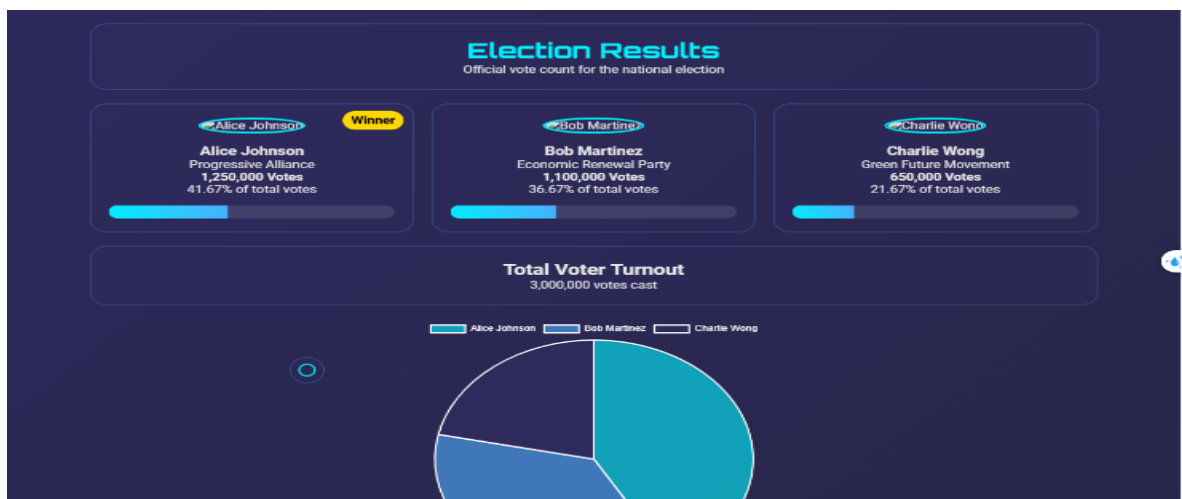 Election Results
Official vote count for the national election
Winner
Alice Johnson
Alice Johnson
Progressive Alliance
1,250,000 Votes
41.67% of total votes
Bob Martinez
Bob Martinez
Economic Renewal Party
1,100,000 Votes
36.67% of total votes
Charlie Wong
Charlie Wong
Green Future Movement
650,000 Votes
21.67% of total votes
Total Voter Turnout
3,000,000 votes cast
Alice Johnson Bob Martinez Charlie Wong